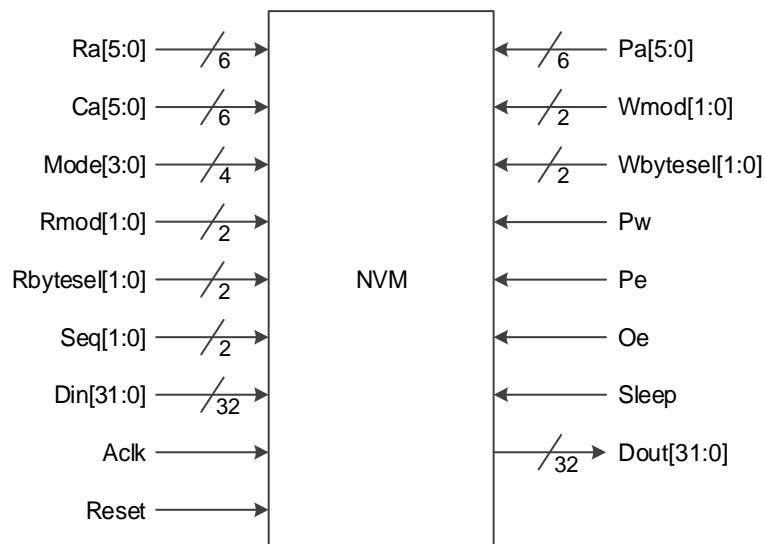 Ra[5:0] 6 6 Pa[5:0]
Ca[5:0] 6 2 Wmod[1:0]
Mode[3:0] 4 2 Wbytesel[1:0]
Rmod[1:0] 2 Pw
Rbytesel[1:0] 2 NVM Pe
Seq[1:0] 2 Oe
Din[31:0] 32 Sleep
Aclk 32 Dout[31:0]
Reset